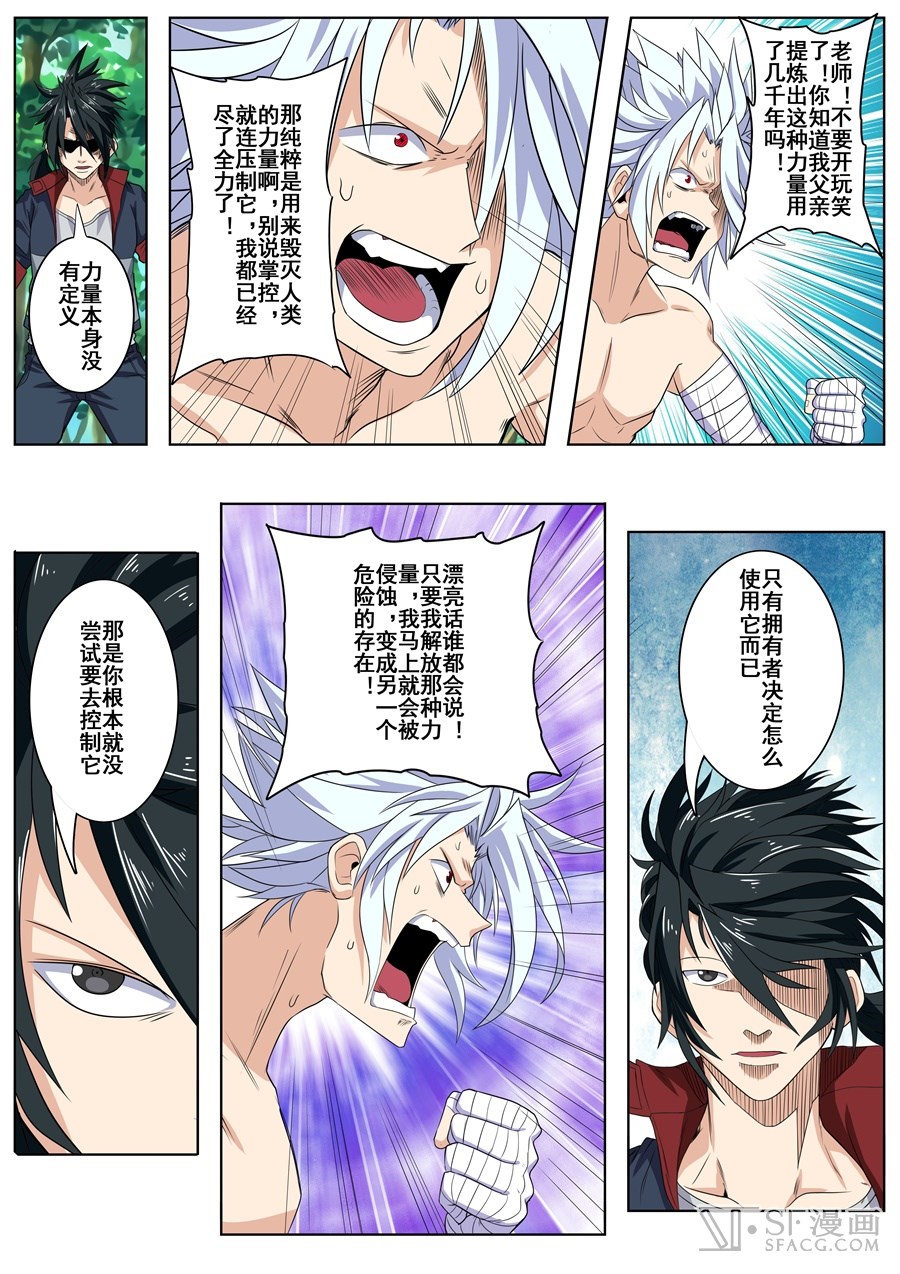 老师！不要开玩笑
了！你知道我父亲
提炼出这种力量用
了几千年吗！
那纯粹是用来毁灭人类
的力量啊，别说掌控，
就连压制它，我都已经
尽了全力了！
力量本身没
有定义
只有拥有者决定怎么
使用它而已
漂亮话谁都会说！
只要我解放那种力
量，我马上就会被
侵蚀，变成另一个
危险的存在！
那是你根本就没
尝试要去控制它
SF漫画
SFACG.COM